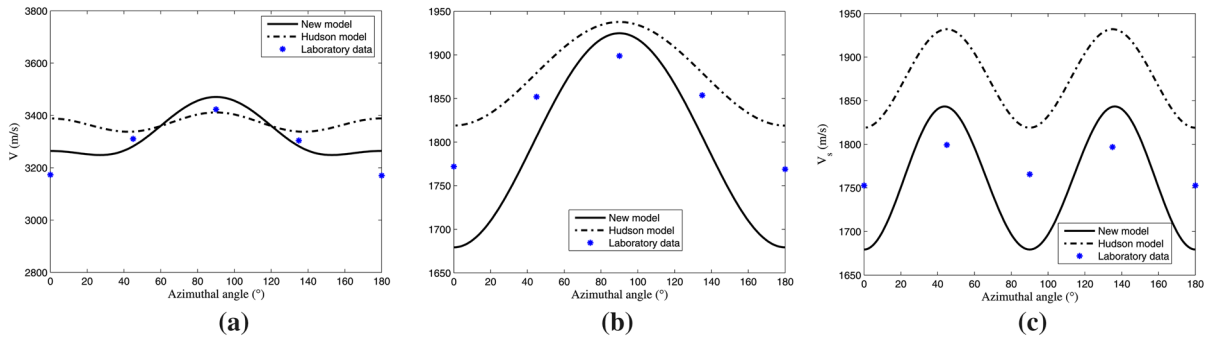 3800
3600
3400
3200
3000
2800
V (m/s)
0 20 40 60 80 100 120 140 160 180
Azimuthal angle (°)
New model
Hudson model
Laboratory data
(a)
1950
1900
1850
1800
1750
1700
1650
0 20 40 60 80 100 120 140 160 180
Azimuthal angle (°)
New model
Hudson model
Laboratory data
(b)
1950
1900
1850
1800
1750
1700
1650
Vs (m/s)
0 20 40 60 80 100 120 140 160 180
Azimuthal angle (°)
New model
Hudson model
Laboratory data
(c)